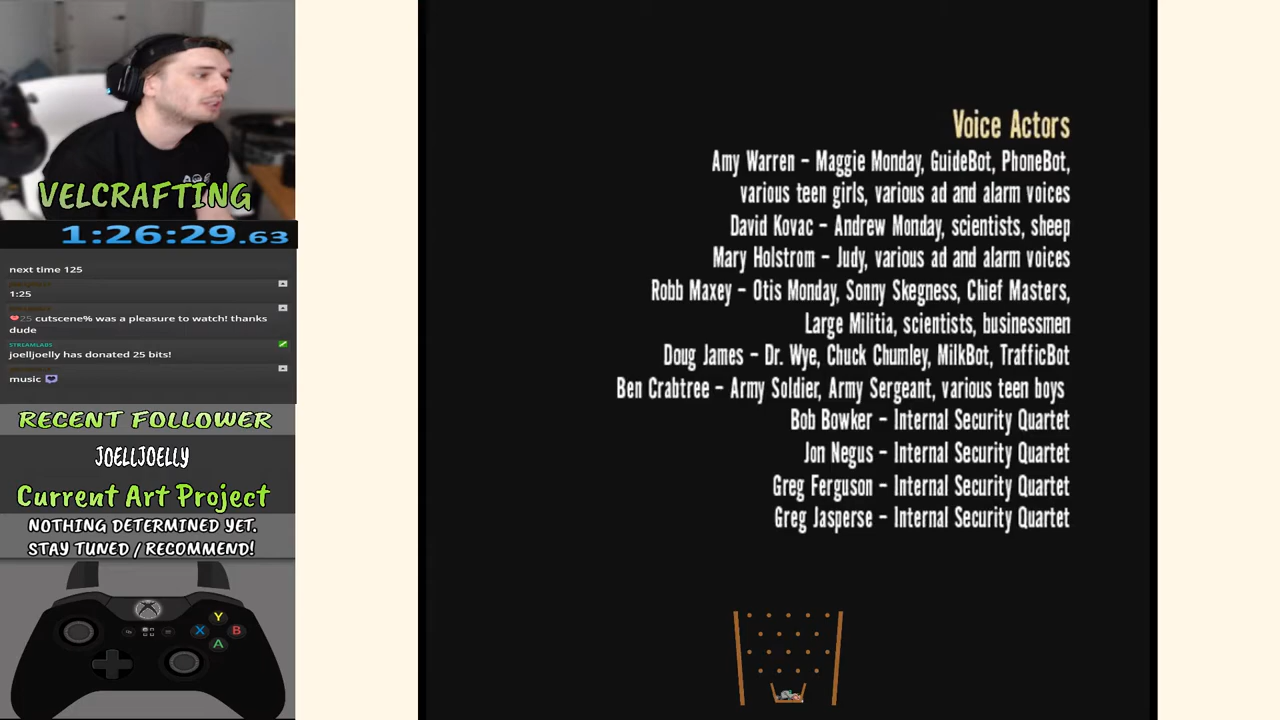 VELCRAFTING
1:26:29.63
next time 125
1:25
25 cutscene% was a pleasure to watch! thanks
dude
STREAMLABS
joelljoelly has donated 25 bits!
music
RECENT FOLLOWER
JOELLJOELLY
Current Art Project
NOTHING DETERMINED YET.
STAY TUNED / RECOMMEND!
Y
X
B
A
Voice Actors
Amy Warren – Maggie Monday, GuideBot, PhoneBot,
various teen girls, various ad and alarm voices
David Kovac – Andrew Monday, scientists, sheep
Mary Holstrom – Judy, various ad and alarm voices
Robb Maxey – Otis Monday, Sonny Skegness, Chief Masters,
Large Militia, scientists, businessmen
Doug James – Dr. Wye, Chuck Chumley, MilkBot, TrafficBot
Ben Crabtree – Army Soldier, Army Sergeant, various teen boys
Bob Bowker – Internal Security Quartet
Jon Negus – Internal Security Quartet
Greg Ferguson – Internal Security Quartet
Greg Jasperse – Internal Security Quartet